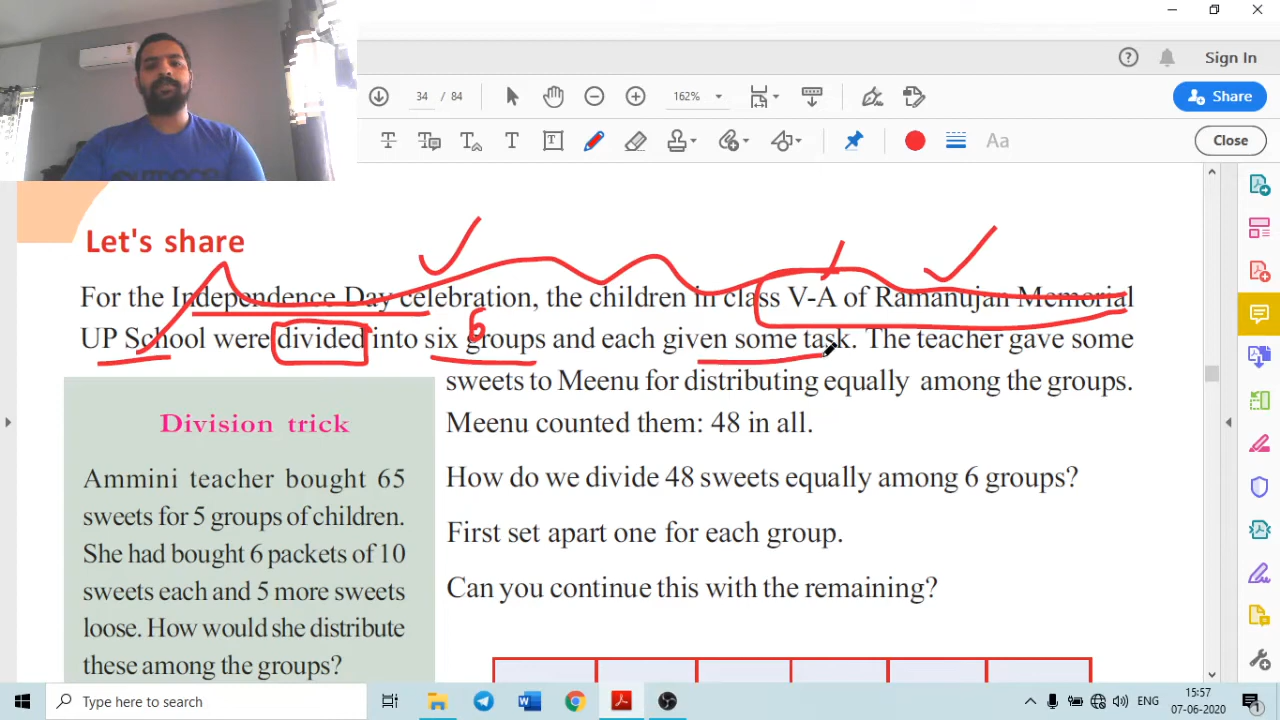 Sign In
34 / 84
162%
Share
Close
Let's share
For the Independence Day celebration, the children in class V-A of Ramanujan Memorial
UP School were divided into six groups and each given some task. The teacher gave some
6
sweets to Meenu for distributing equally among the groups.
Meenu counted them: 48 in all.
How do we divide 48 sweets equally among 6 groups?
First set apart one for each group.
Can you continue this with the remaining?
Division trick
Ammini teacher bought 65
sweets for 5 groups of children.
She had bought 6 packets of 10
sweets each and 5 more sweets
loose. How would she distribute
these among the groups?
Type here to search
ENG
15:57
07-06-2020